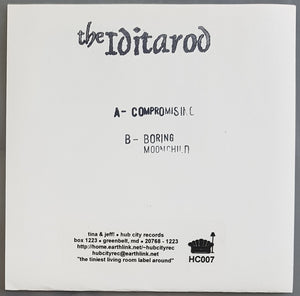 the Iditarod
A- COMPROMISING
B- BORING
MOONCHILD
tina & jeff! • hub city records
box 1223 • greenbelt, md • 20768 - 1223
http://home.earthlink.net/~hubcityrec
hubcityrec@earthlink.net
"the tiniest living room label around"
HC007